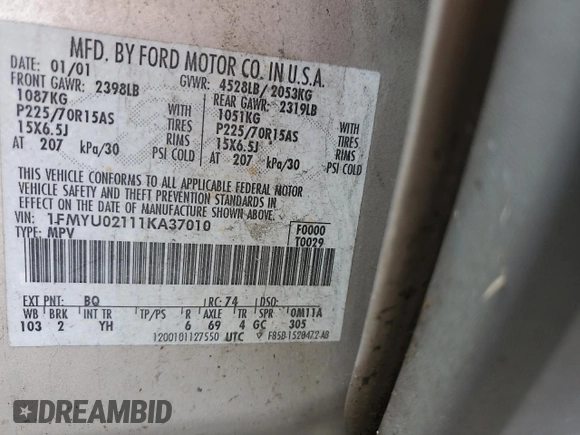 MFD. BY FORD MOTOR CO. IN U.S.A.
DATE: 01/01 GVWR: 4528LB/ 2053KG
FRONT GAWR: 2398LB REAR GAWR: 2319LB
1087KG WITH 1051KG WITH
P225/70R15AS TIRES P225/70R15AS TIRES
15X6.5J RIMS 15X6.5J RIMS
AT 207 kPa/30 PSI COLD AT 207 kPa/30 PSI COLD
THIS VEHICLE CONFORMS TO ALL APPLICABLE FEDERAL MOTOR
VEHICLE SAFETY AND THEFT PREVENTION STANDARDS IN
EFFECT ON THE DATE OF MANUFACTURE SHOWN ABOVE.
VIN: 1FMYU02111KA37010 F0000
TYPE: MPV T0029
EXT PNT: BQ RC: 74 DSO:
WB BRK INT TR TP/PS R AXLE TR SPR OM11A
103 2 YH 6 69 4 GC 305
1200101127550 UTC F85B-1520472-AB
DREAMBID